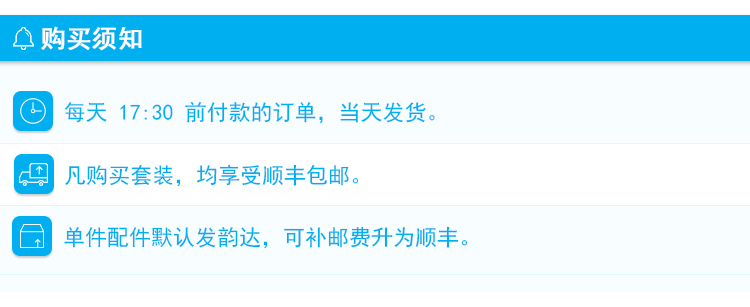 购买须知
每天 17:30 前付款的订单，当天发货。
凡购买套装，均享受顺丰包邮。
单件配件默认发韵达，可补邮费升为顺丰。